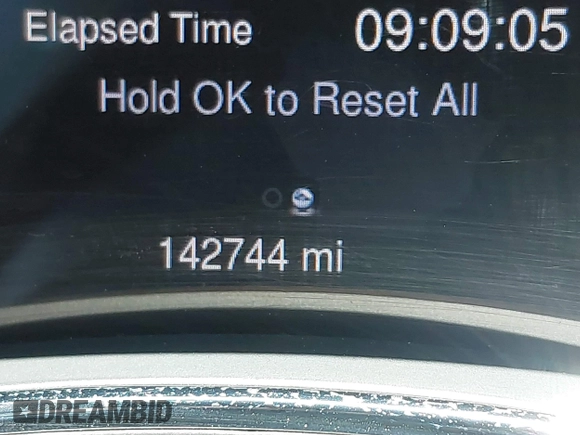 Elapsed Time 09:09:05
Hold OK to Reset All
142744 mi
DREAMBID